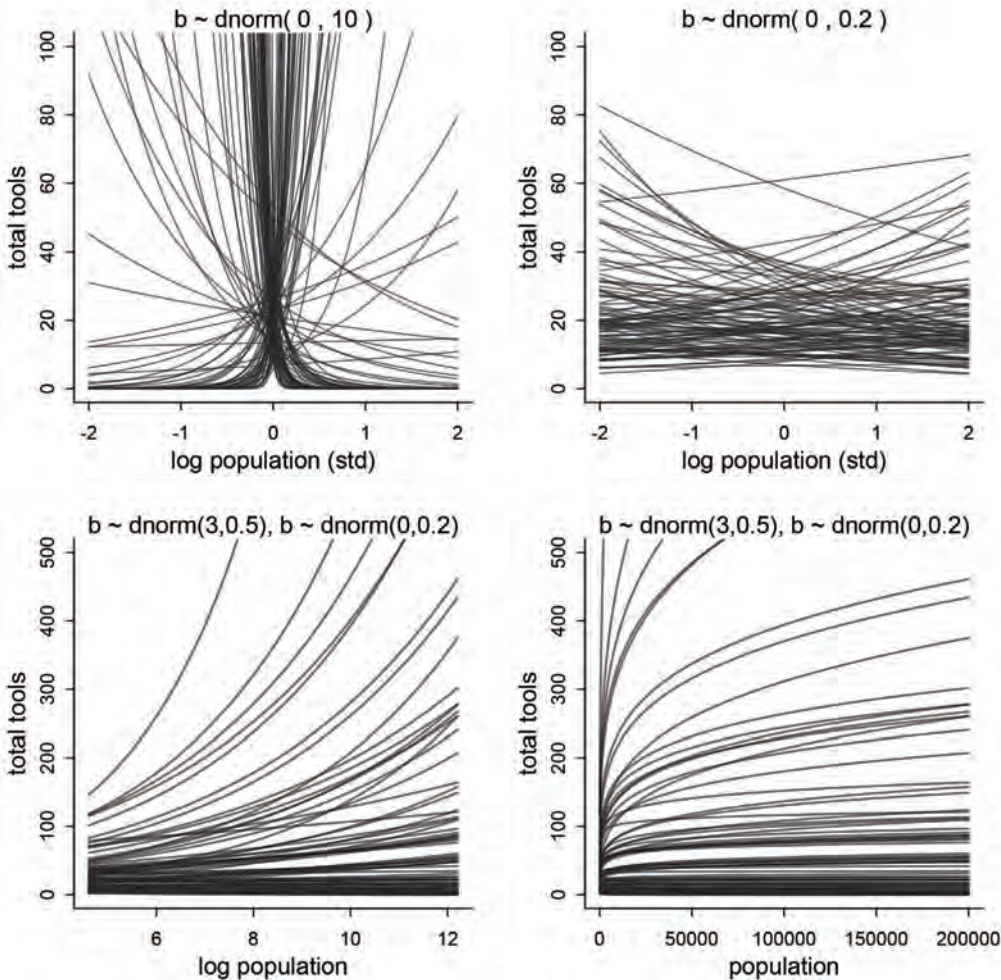 b ~ dnorm( 0 , 10 )
total tools
0 20 40 60 80 100
-2 -1 0 1 2
log population (std)
b ~ dnorm( 0 , 0.2 )
total tools
0 20 40 60 80 100
-2 -1 0 1 2
log population (std)
b ~ dnorm(3,0.5), b ~ dnorm(0,0.2)
total tools
0 100 200 300 400 500
6 8 10 12
log population
b ~ dnorm(3,0.5), b ~ dnorm(0,0.2)
total tools
0 100 200 300 400 500
0 50000 100000 150000 200000
population